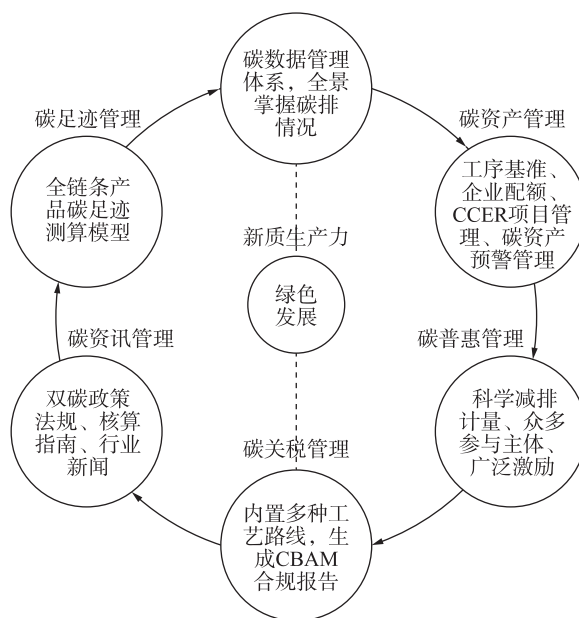 碳数据管理
体系，全景
掌握碳排
情况
碳资产管理
工序基准、
企业配额、
CCER项目管
理、碳资产
预警管理
碳普惠管理
科学减排
计量、众多
参与主体、
广泛激励
碳关税管理
内置多种工
艺路线，生
成CBAM
合规报告
碳资讯管理
双碳政策
法规、核算
指南、行业
新闻
碳足迹管理
全链条产
品碳足迹
测算模型
新质生产力
绿色
发展